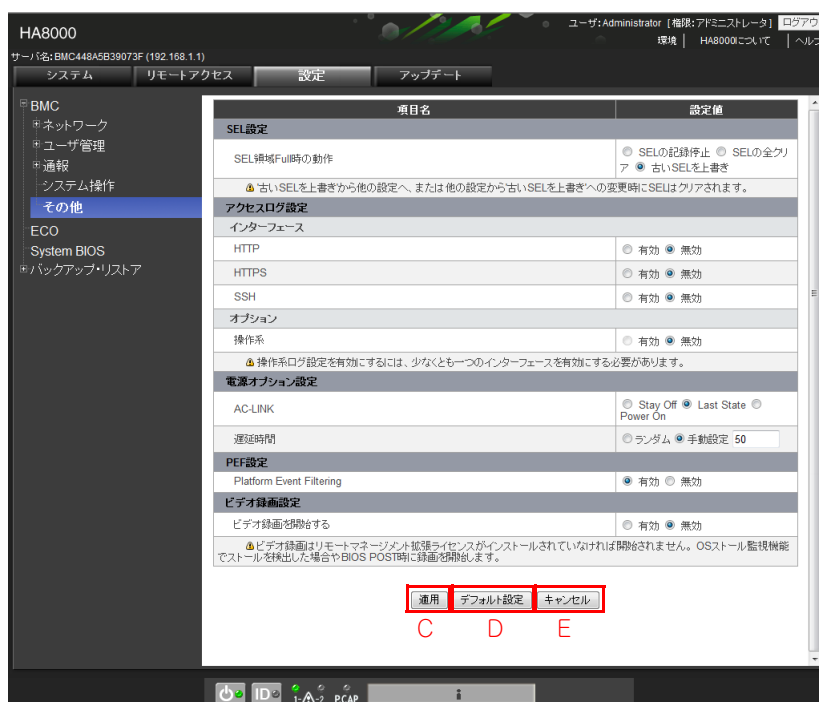 HA8000
ユーザ:Administrator [権限:アドミニストレータ]
ログアウ
環境 | HA8000について | ヘルプ
サーバ名:BMC448A5B39073F (192.168.1.1)
システム
リモートアクセス
設定
アップデート
BMC
ネットワーク
ユーザ管理
通報
システム操作
その他
ECO
System BIOS
バックアップ・リストア
項目名 設定値
SEL設定
SEL領域Full時の動作
SELの記録停止 SELの全クリ
ア 古いSELを上書き
古いSELを上書きから他の設定へ、または他の設定から古いSELを上書きへの変更時にSELはクリアされます。
アクセスログ設定
インターフェース
HTTP 有効 無効
HTTPS 有効 無効
SSH 有効 無効
オプション
操作系 有効 無効
操作系ログ設定を有効にするには、少なくとも一つのインターフェースを有効にする必要があります。
電源オプション設定
AC-LINK
Stay Off Last State
Power On
遅延時間 ランダム 手動設定 50
PEF設定
Platform Event Filtering 有効 無効
ビデオ録画設定
ビデオ録画を開始する 有効 無効
ビデオ録画はリモートマネージメント拡張ライセンスがインストールされていなければ開始されません。OSストール監視機能
でストールを検出した場合やBIOS POST時に録画を開始します。
適用 デフォルト設定 キャンセル
C D E
ID 1-2 PCAP i